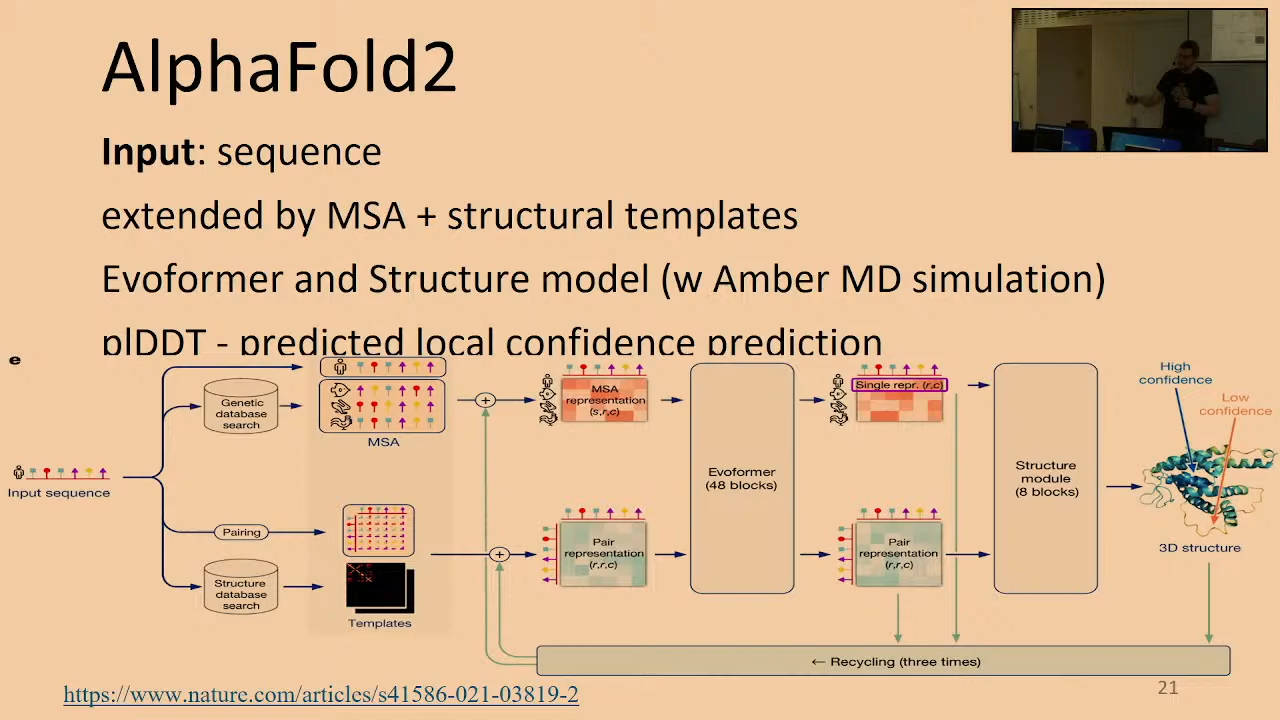 AlphaFold2
Input: sequence
extended by MSA + structural templates
Evoformer and Structure model (w Amber MD simulation)
plDDT - predicted local confidence prediction
e
Genetic
database
search
MSA
Input sequence
Pairing
Structure
database
search
Templates
+
+
MSA
representation
(s,r,c)
Pair
representation
(r,r,c)
Evoformer
(48 blocks)
Single repr. (r,c)
Pair
representation
(r,r,c)
Structure
module
(8 blocks)
High
confidence
Low
confidence
3D structure
← Recycling (three times)
https://www.nature.com/articles/s41586-021-03819-2
21